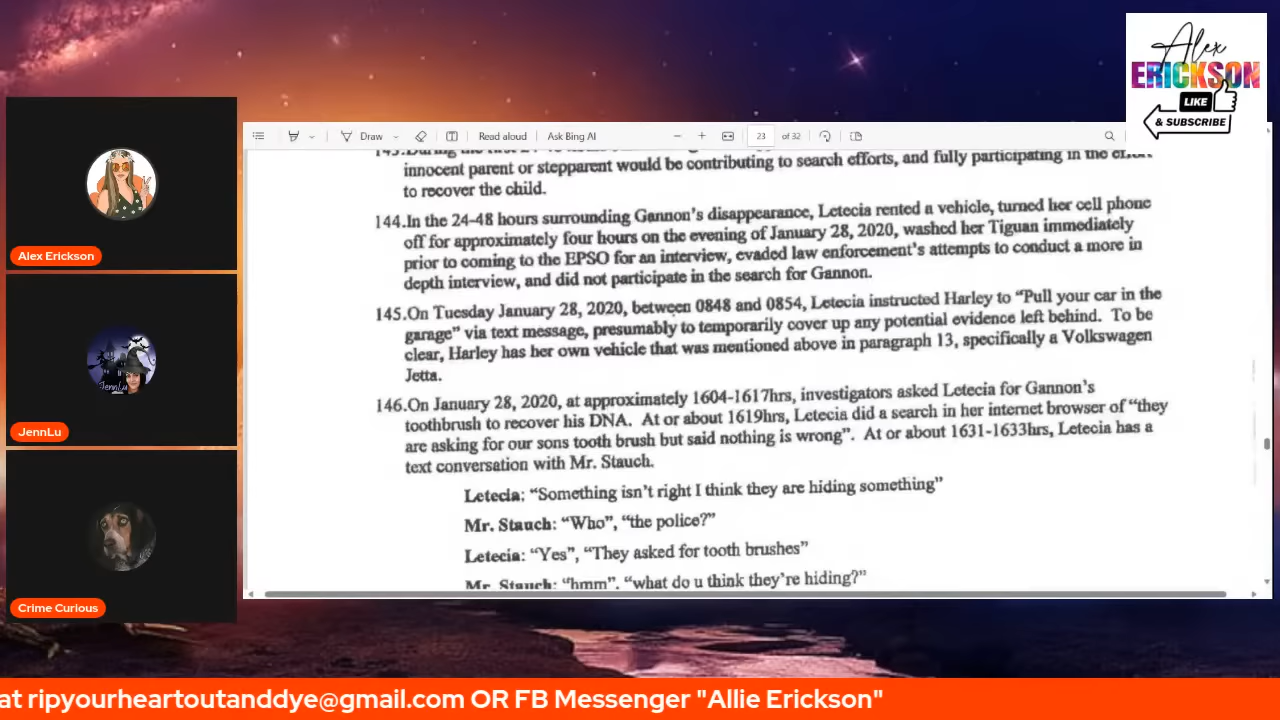 Alex
ERICKSON
LIKE
& SUBSCRIBE
Draw
Read aloud
Ask Bing AI
23
of 32
innocent parent or stepparent would be contributing to search efforts, and fully participating in the effort
to recover the child.
144.In the 24-48 hours surrounding Gannon's disappearance, Letecia rented a vehicle, turned her cell phone
off for approximately four hours on the evening of January 28, 2020, washed her Tiguan immediately
prior to coming to the EPSO for an interview, evaded law enforcement's attempts to conduct a more in
depth interview, and did not participate in the search for Gannon.
145.On Tuesday January 28, 2020, between 0848 and 0854, Letecia instructed Harley to "Pull your car in the
garage" via text message, presumably to temporarily cover up any potential evidence left behind. To be
clear, Harley has her own vehicle that was mentioned above in paragraph 13, specifically a Volkswagen
Jetta.
146.On January 28, 2020, at approximately 1604-1617hrs, investigators asked Letecia for Gannon's
toothbrush to recover his DNA. At or about 1619hrs, Letecia did a search in her internet browser of "they
are asking for our sons tooth brush but said nothing is wrong". At or about 1631-1633hrs, Letecia has a
text conversation with Mr. Stauch.
Letecia: "Something isn't right I think they are hiding something"
Mr. Stauch: "Who", "the police?"
Letecia: "Yes", "They asked for tooth brushes"
Mr. Stauch: "hmm", "what do u think they're hiding?"
Alex Erickson
JennLu
JennLu
Crime Curious
at ripyourheartoutanddye@gmail.com OR FB Messenger "Allie Erickson"